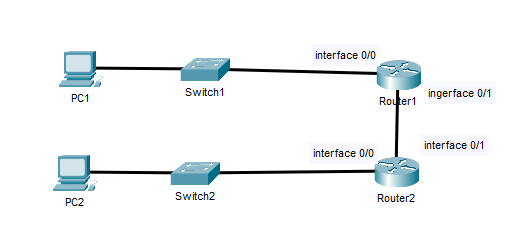 interface 0/0
PC1
Switch1
Router1
ingerface 0/1
interface 0/1
interface 0/0
PC2
Switch2
Router2